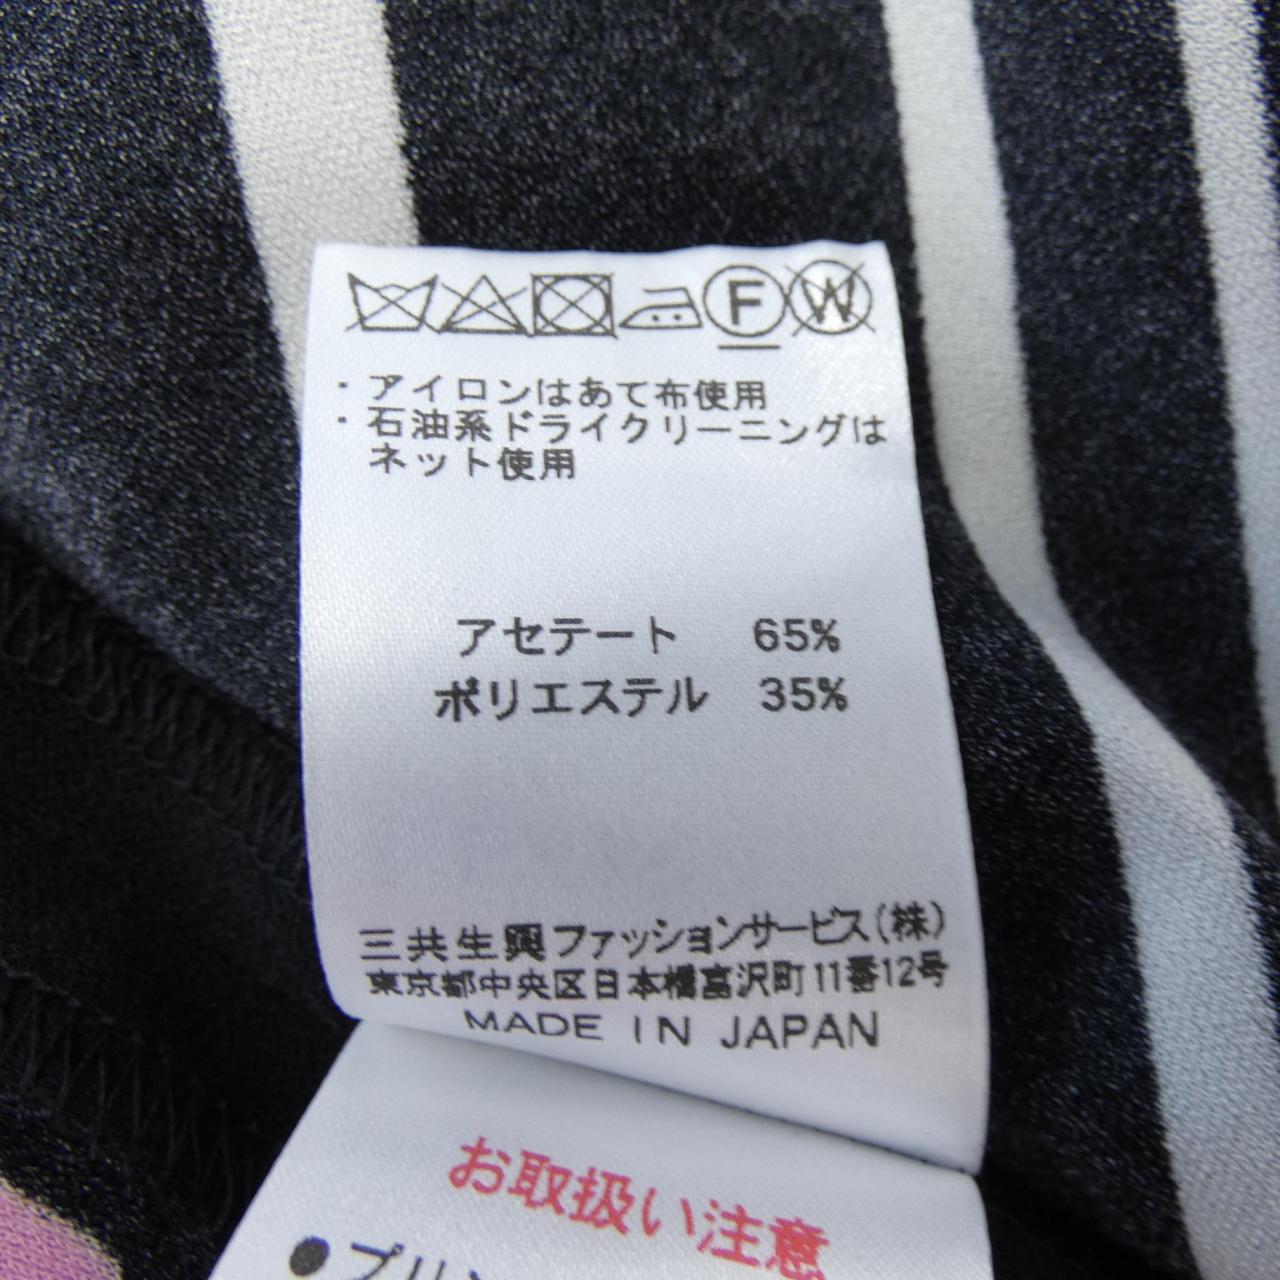 F W
・アイロンはあて布使用
・石油系ドライクリーニングは
ネット使用
アセテート 65%
ポリエステル 35%
三共生興ファッションサービス(株)
東京都中央区日本橋富沢町11番12号
MADE IN JAPAN
お取扱い注意
●プリン